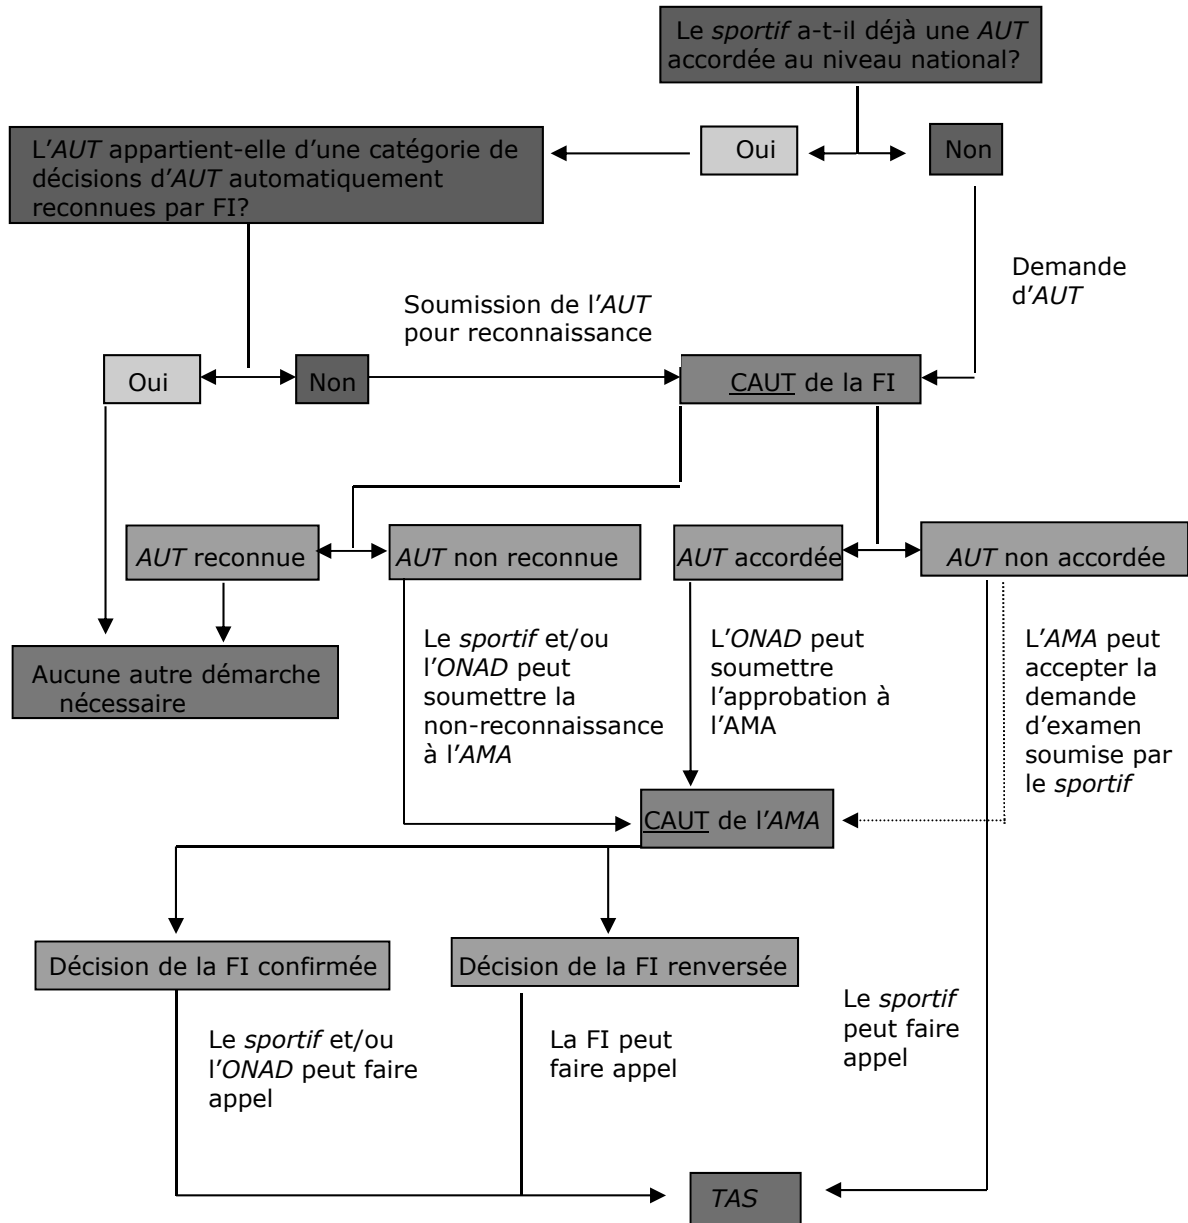 Le sportif a-t-il déjà une AUT
accordée au niveau national?
L'AUT appartient-elle d'une catégorie de
décisions d'AUT automatiquement
reconnues par FI?
Oui
Non
Demande
d'AUT
Soumission de l'AUT
pour reconnaissance
Oui
Non
CAUT de la FI
AUT reconnue
AUT non reconnue
AUT accordée
AUT non accordée
Aucune autre démarche
nécessaire
Le sportif et/ou
l'ONAD peut
soumettre la
non-reconnaissance
à l'AMA
L'ONAD peut
soumettre
l'approbation à
l'AMA
L'AMA peut
accepter la
demande
d'examen
soumise par
le sportif
CAUT de l'AMA
Décision de la FI confirmée
Décision de la FI renversée
Le sportif et/ou
l'ONAD peut faire
appel
La FI peut
faire appel
Le sportif
peut faire
appel
TAS